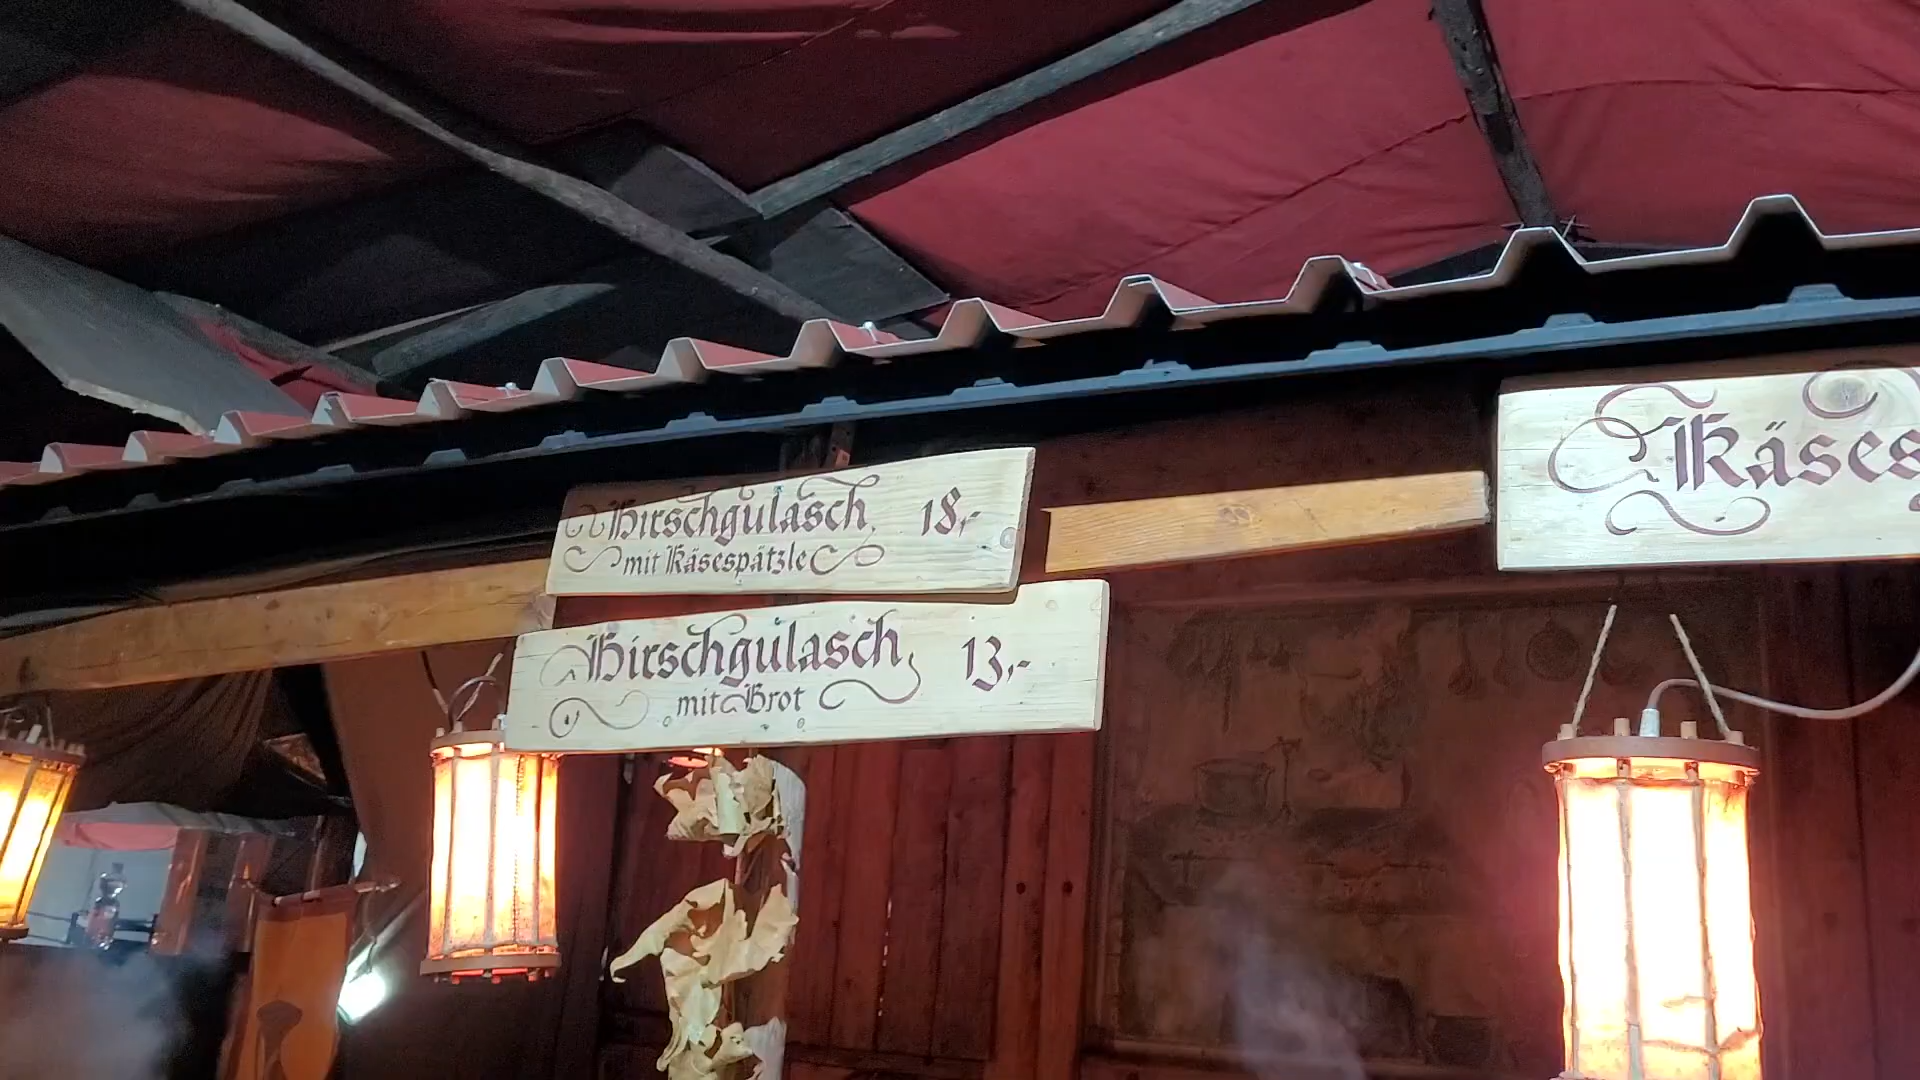 Hirschgulasch 18,-
mit Käsespätzle
Hirschgulasch 13,-
mit Brot
Käses